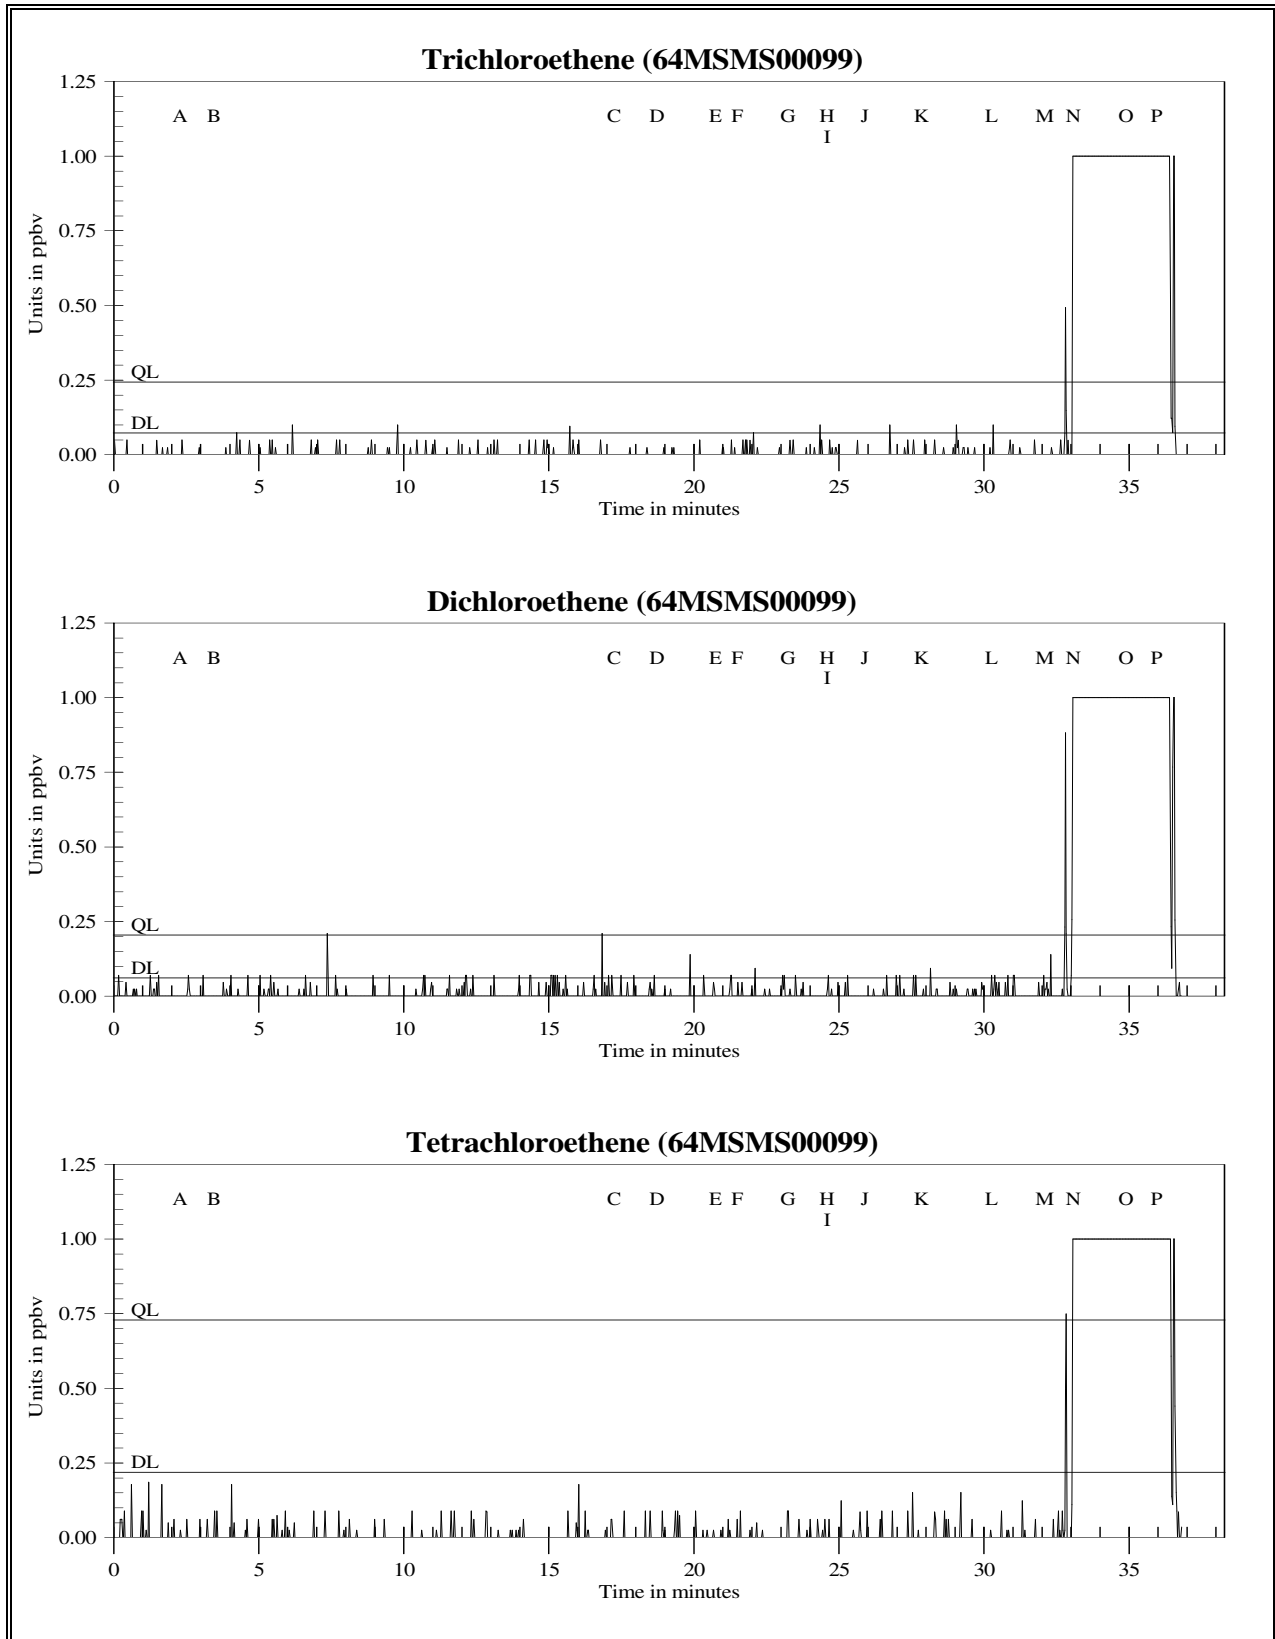 Trichloroethene (64MSMS00099)
1.25
A B C D E F G H J K L M N O P
I
1.00
0.75
Units in ppbv
0.50
0.25
QL
DL
0.00
0 5 10 15 20 25 30 35
Time in minutes
Dichloroethene (64MSMS00099)
1.25
A B C D E F G H J K L M N O P
I
1.00
0.75
Units in ppbv
0.50
0.25
QL
DL
0.00
0 5 10 15 20 25 30 35
Time in minutes
Tetrachloroethene (64MSMS00099)
1.25
A B C D E F G H J K L M N O P
I
1.00
0.75
QL
Units in ppbv
0.50
0.25
DL
0.00
0 5 10 15 20 25 30 35
Time in minutes